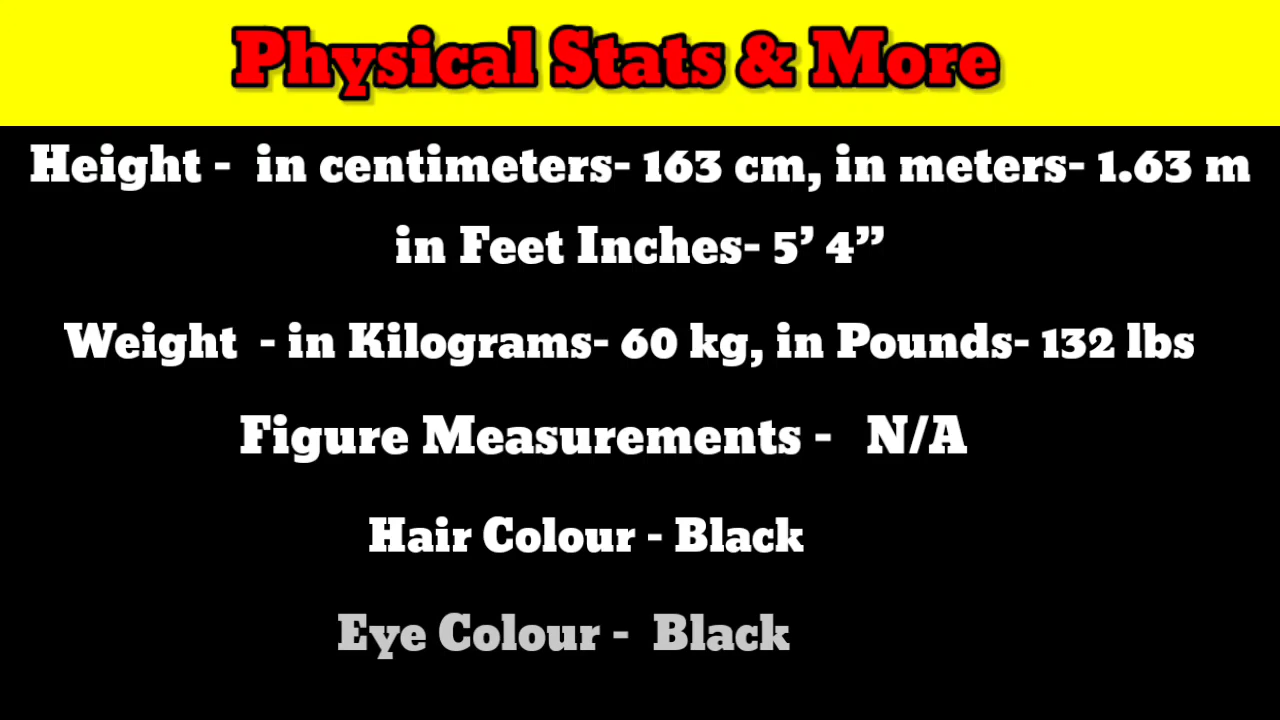 Physical Stats & More
Height - in centimeters- 163 cm, in meters- 1.63 m
in Feet Inches- 5’ 4”
Weight - in Kilograms- 60 kg, in Pounds- 132 lbs
Figure Measurements - N/A
Hair Colour - Black
Eye Colour - Black